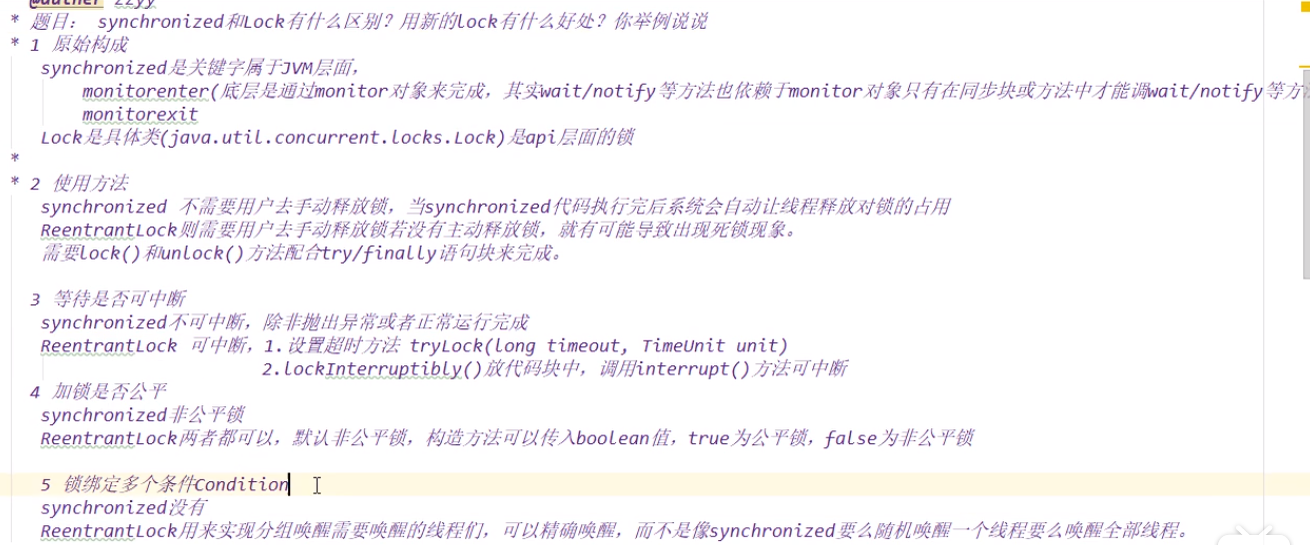 @auther zzyy
* 题目： synchronized和Lock有什么区别？用新的lock有什么好处？你举例说说
* 1 原始构成
synchronized是关键字属于JVM层面，
monitorenter(底层是通过monitor对象来完成，其实wait/notify等方法也依赖于monitor对象只有在同步块或方法中才能调wait/notify等方
monitorexit
Lock是具体类(java.util.concurrent.locks.Lock)是api层面的锁
*
* 2 使用方法
synchronized 不需要用户去手动释放锁，当synchronized代码执行完后系统会自动让线程释放对锁的占用
ReentrantLock则需要用户去手动释放锁若没有主动释放锁，就有可能导致出现死锁现象。
需要lock()和unlock()方法配合try/finally语句块来完成。
3 等待是否可中断
synchronized不可中断，除非抛出异常或者正常运行完成
ReentrantLock 可中断，1.设置超时方法 tryLock(long timeout, TimeUnit unit)
2.lockInterruptibly()放代码块中，调用interrupt()方法可中断
4 加锁是否公平
synchronized非公平锁
ReentrantLock两者都可以，默认非公平锁，构造方法可以传入boolean值，true为公平锁，false为非公平锁
5 锁绑定多个条件Condition
synchronized没有
ReentrantLock用来实现分组唤醒需要唤醒的线程们，可以精确唤醒，而不是像synchronized要么随机唤醒一个线程要么唤醒全部线程。